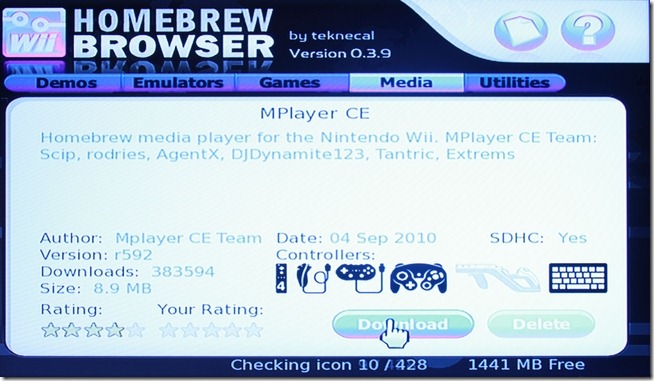 Wii
HOMEBREW
BROWSER
by teknecal
Version 0.3.9
Demos Emulators Games Media Utilities
MPlayer CE
Homebrew media player for the Nintendo Wii. MPlayer CE Team:
Scip, rodries, AgentX, DJDynamite123, Tantric, Extrems
Author: Mplayer CE Team Date: 04 Sep 2010 SDHC: Yes
Version: r592 Controllers:
Downloads: 383594
Size: 8.9 MB
4
Rating: Your Rating:
Download Delete
Checking icon 10 / 428 1441 MB Free